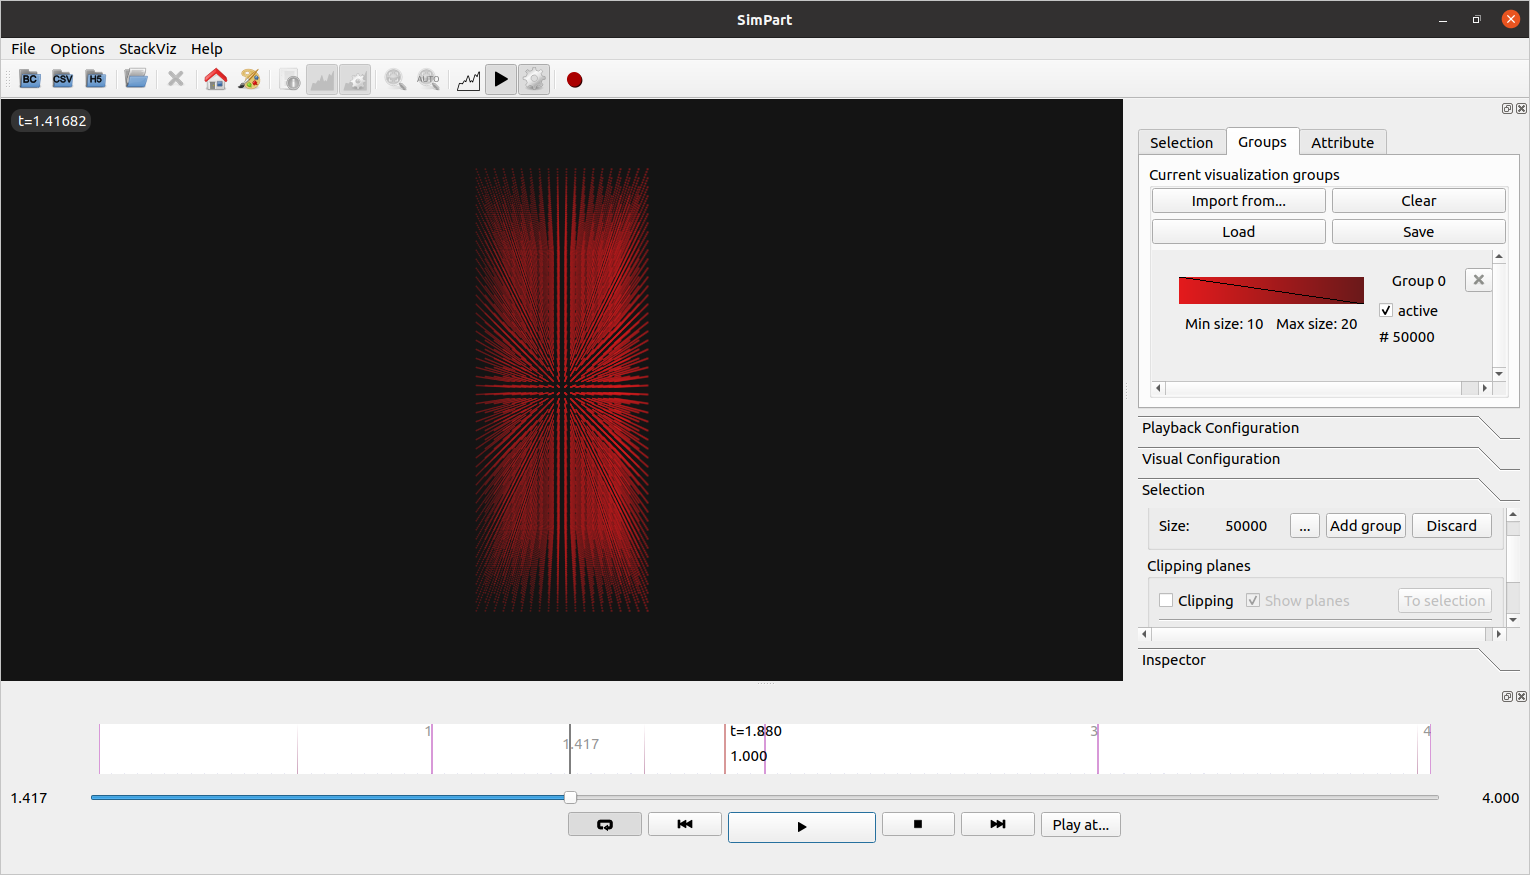 SimPart
File Options StackViz Help
BC CSV H5 AUTO
t=1.41682
Selection Groups Attribute
Current visualization groups
Import from... Clear
Load Save
Group 0
active
Min size: 10 Max size: 20
# 50000
Playback Configuration
Visual Configuration
Selection
Size: 50000 ... Add group Discard
Clipping planes
Clipping Show planes To selection
Inspector
1 t=1.880 3 4
1.417
1.000
1.417 4.000
Play at...